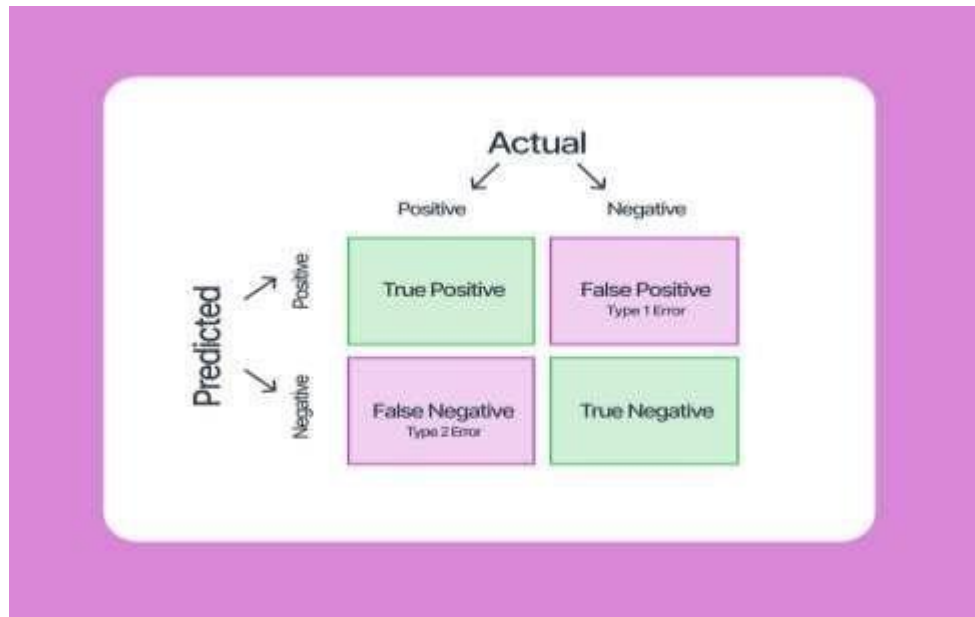 Actual
Positive
Negative
Predicted
Positive
True Positive
False Positive
Type 1 Error
Negative
False Negative
Type 2 Error
True Negative